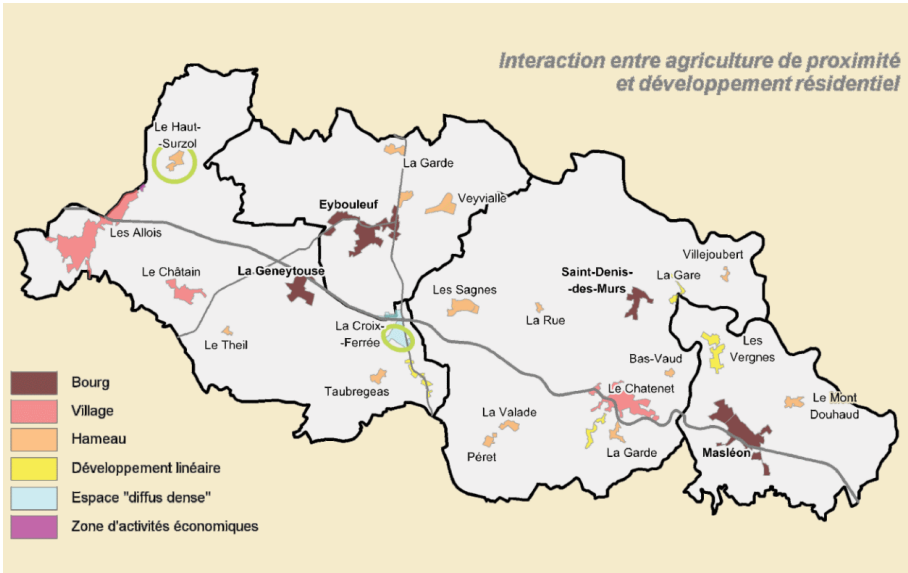 Interaction entre agriculture de proximité
et développement résidentiel
Le Haut-
-Surzol
La Garde
Veyvialle
Eybouleuf
Les Allois
Le Châtain
La Geneytouse
Le Theil
La Croix-
-Ferrée
Taubregeas
Les Sagnes
La Rue
Saint-Denis-
-des-Murs
La Gare
Villejoubert
Les
Vergnes
Bas-Vaud
Le Chatenet
Le Mont
Douhaud
La Valade
Péret
La Garde
Masléon
Bourg
Village
Hameau
Développement linéaire
Espace "diffus dense"
Zone d'activités économiques